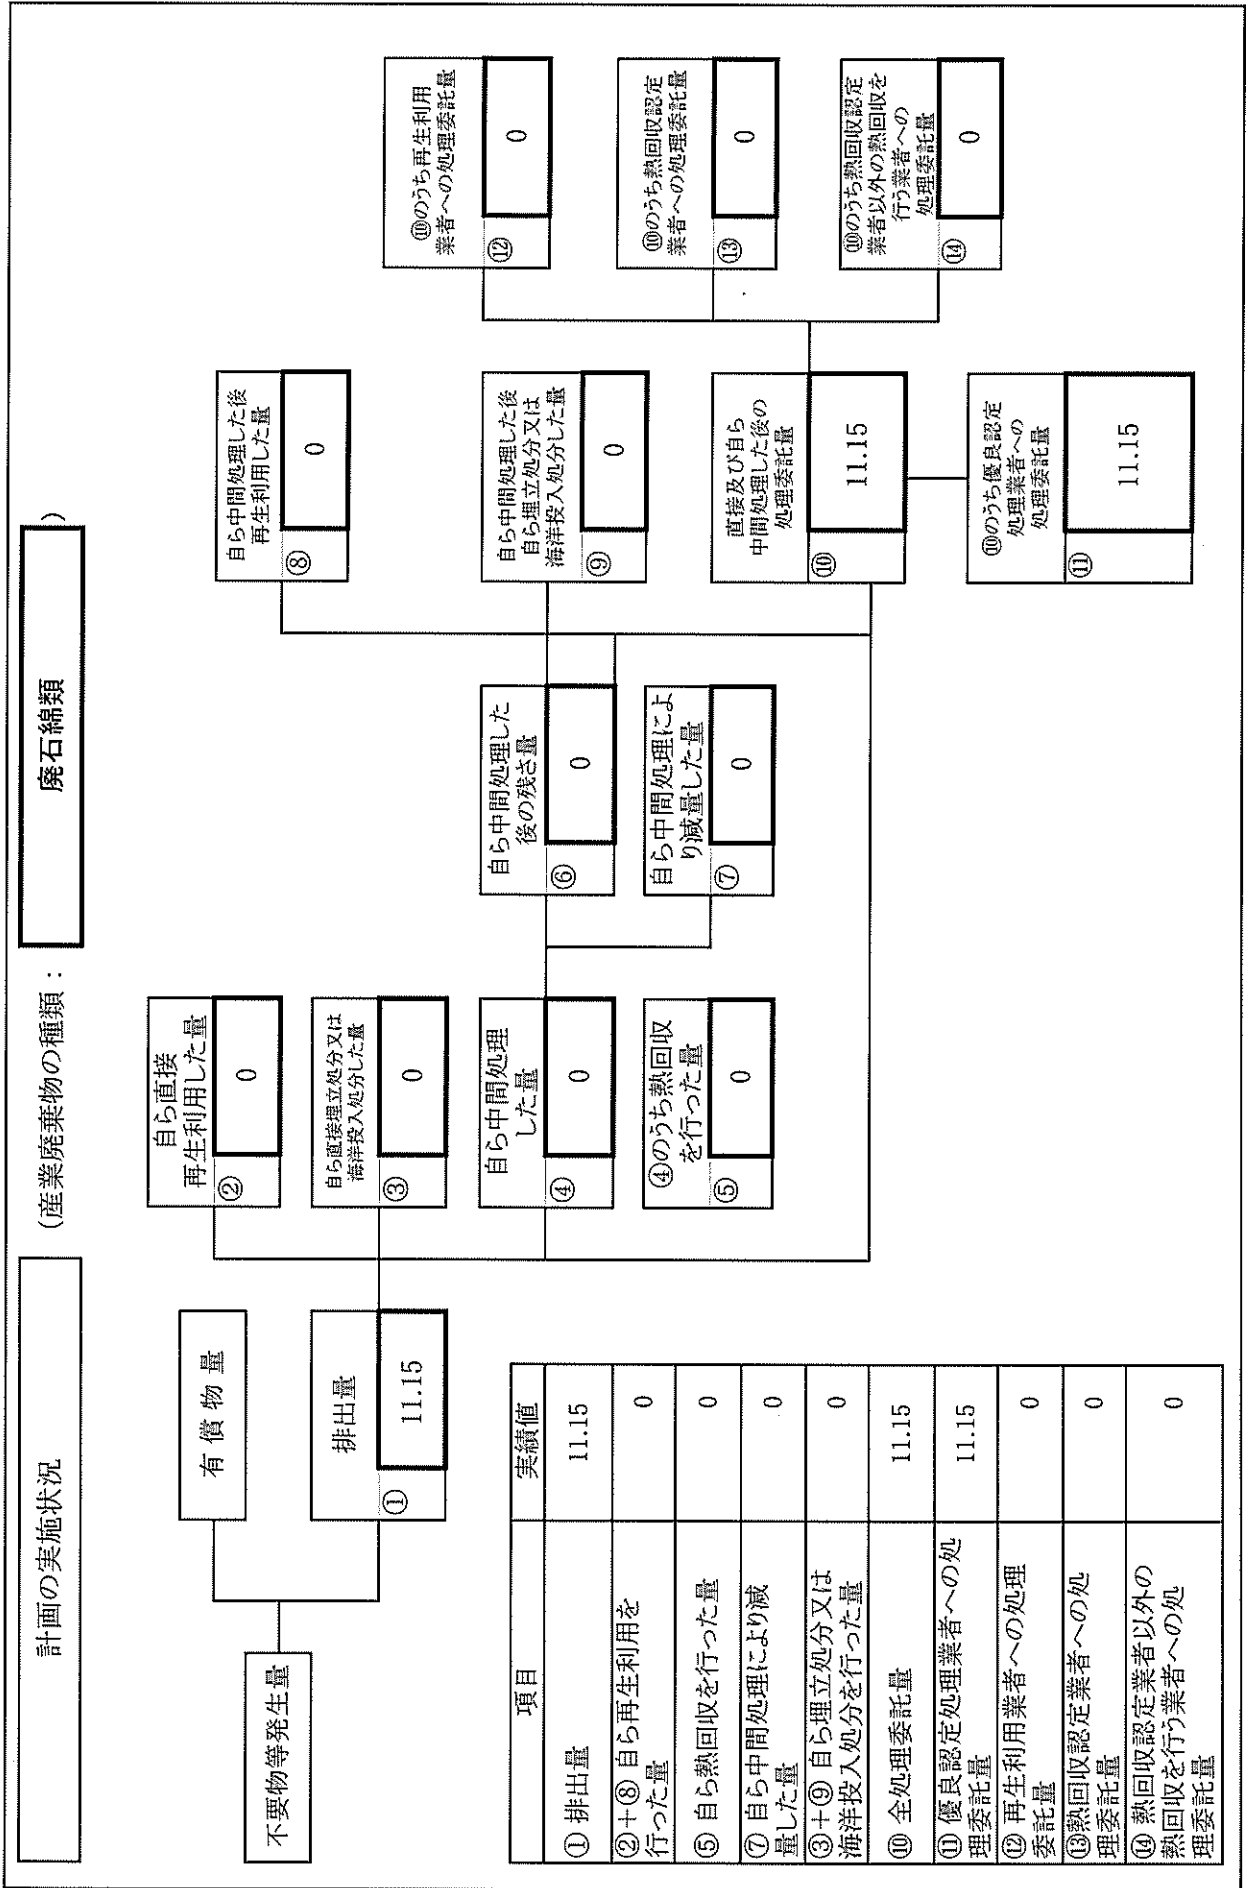 計画の実施状況
(産業廃棄物の種類：
廃石綿類
)
不要物等発生量
有償物量
排出量
①
11.15
自ら直接
再生利用した量
②
0
自ら直接埋立処分又は
海洋投入処分した量
③
0
自ら中間処理
した量
④
0
④のうち熱回収
を行った量
⑤
0
自ら中間処理した
後の残さ量
⑥
0
自ら中間処理によ
り減量した量
⑦
0
自ら中間処理した後
再生利用した量
⑧
0
自ら中間処理した後
自ら埋立処分又は
海洋投入処分した量
⑨
0
直接及び自ら
中間処理した後の
処理委託量
⑩
11.15
⑩のうち優良認定
処理業者への
処理委託量
⑪
11.15
⑩のうち再生利用
業者への処理委託量
⑫
0
⑩のうち熱回収認定
業者への処理委託量
⑬
0
⑩のうち熱回収認定
業者以外の熱回収を
行う業者への
処理委託量
⑭
0
項目
実績値
① 排出量
11.15
②＋⑧ 自ら再生利用を
行った量
0
⑤ 自ら熱回収を行った量
0
⑦ 自ら中間処理により減
量した量
0
③＋⑨ 自ら埋立処分又は
海洋投入処分を行った量
0
⑩ 全処理委託量
11.15
⑪ 優良認定処理業者への処
理委託量
11.15
⑫ 再生利用業者への処理
委託量
0
⑬熱回収認定業者への処
理委託量
0
⑭ 熱回収認定業者以外の
熱回収を行う業者への処
理委託量
0